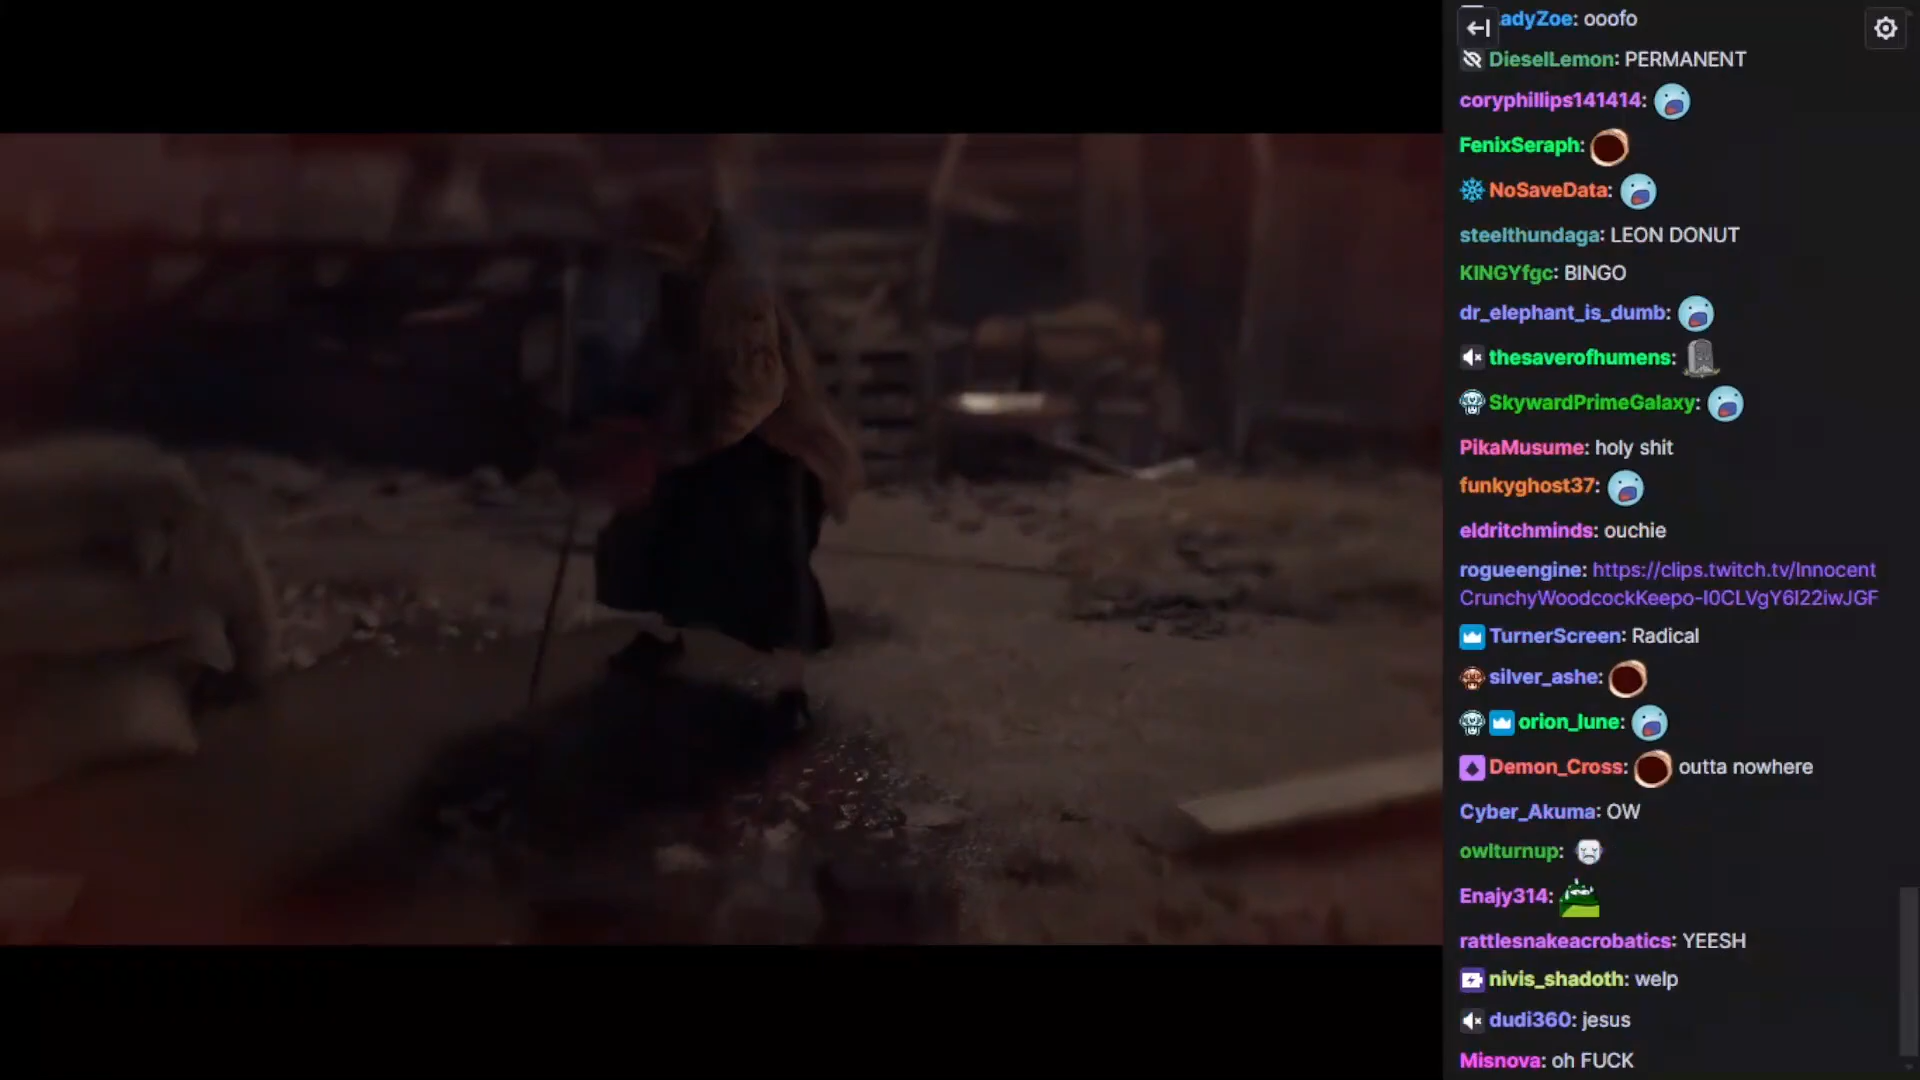 adyZoe: ooofo
DieselLemon: PERMANENT
coryphillips141414:
FenixSeraph:
NoSaveData:
steelthundaga: LEON DONUT
KINGYfgc: BINGO
dr_elephant_is_dumb:
thesaverofhumens:
SkywardPrimeGalaxy:
PikaMusume: holy shit
funkyghost37:
eldritchminds: ouchie
rogueengine: https://clips.twitch.tv/Innocent
CrunchyWoodcockKeepo-I0CLVgY6I22iwJGF
TurnerScreen: Radical
silver_ashe:
orion_lune:
Demon_Cross: outta nowhere
Cyber_Akuma: OW
owlturnup:
Enajy314:
rattlesnakeacrobatics: YEESH
nivis_shadoth: welp
dudi360: jesus
Misnova: oh FUCK